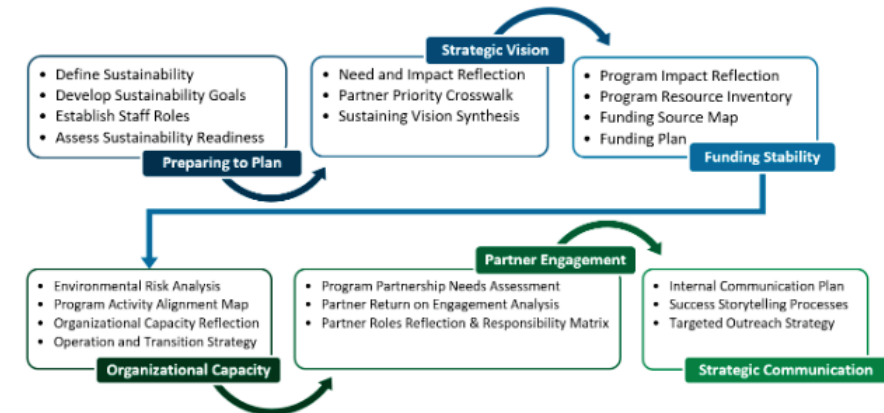 Strategic Vision
• Define Sustainability
• Develop Sustainability Goals
• Establish Staff Roles
• Assess Sustainability Readiness
Preparing to Plan
• Need and Impact Reflection
• Partner Priority Crosswalk
• Sustaining Vision Synthesis
• Program Impact Reflection
• Program Resource Inventory
• Funding Source Map
• Funding Plan
Funding Stability
• Environmental Risk Analysis
• Program Activity Alignment Map
• Organizational Capacity Reflection
• Operation and Transition Strategy
Organizational Capacity
Partner Engagement
• Program Partnership Needs Assessment
• Partner Return on Engagement Analysis
• Partner Roles Reflection & Responsibility Matrix
• Internal Communication Plan
• Success Storytelling Processes
• Targeted Outreach Strategy
Strategic Communication